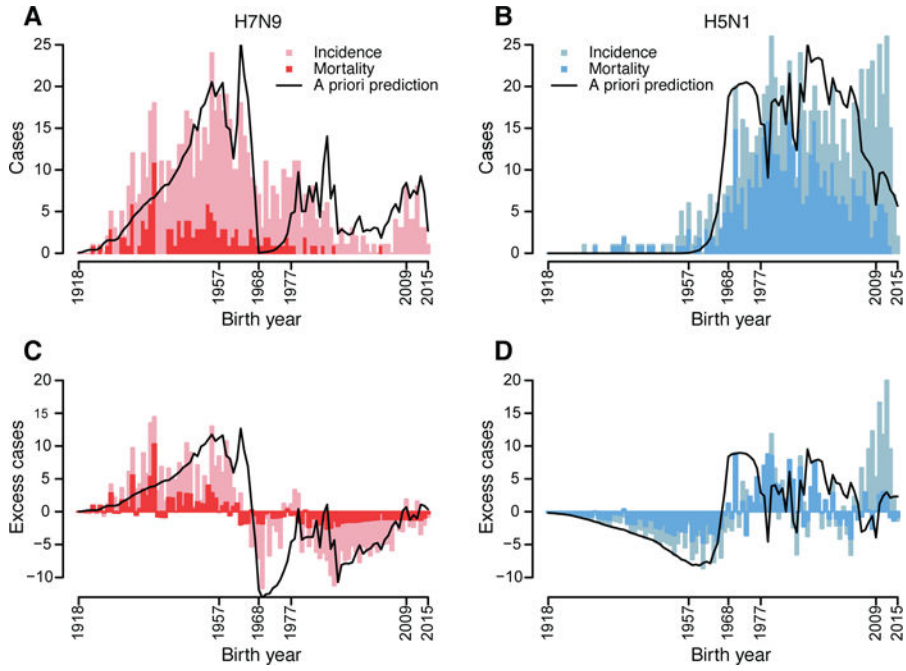 A
H7N9
Cases
25
20
15
10
5
0
Incidence
Mortality
A priori prediction
1918
1957
1968
1977
2009
2015
Birth year
B
H5N1
Cases
25
20
15
10
5
0
Incidence
Mortality
A priori prediction
1918
1957
1968
1977
2009
2015
Birth year
C
Excess cases
20
15
10
5
0
−5
−10
1918
1957
1968
1977
2009
2015
Birth year
D
Excess cases
20
15
10
5
0
−5
−10
1918
1957
1968
1977
2009
2015
Birth year